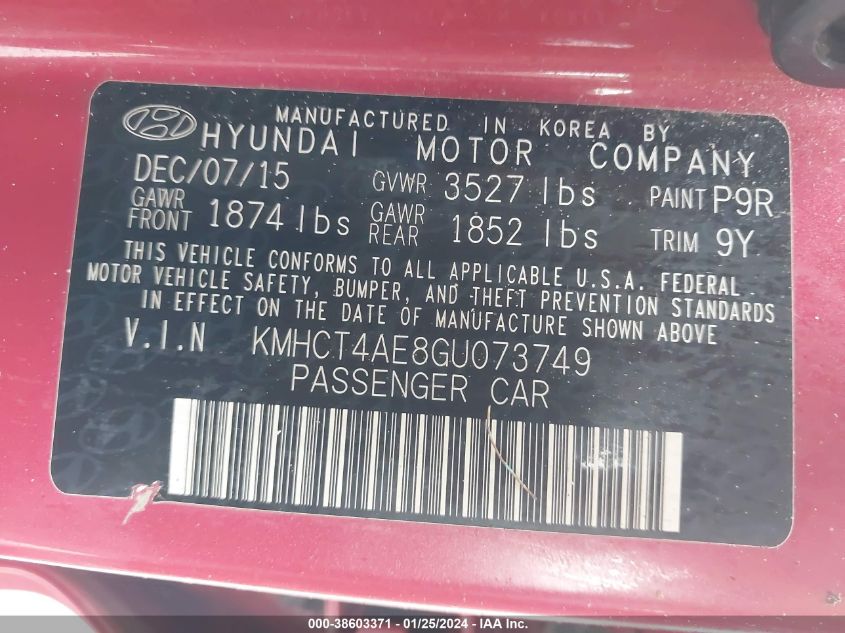 MANUFACTURED IN KOREA BY
HYUNDAI MOTOR COMPANY
DEC/07/15 GVWR 3527 lbs PAINT P9R
GAWR FRONT 1874 lbs GAWR REAR 1852 lbs TRIM 9Y
THIS VEHICLE CONFORMS TO ALL APPLICABLE U.S.A. FEDERAL
MOTOR VEHICLE SAFETY, BUMPER, AND THEFT PREVENTION STANDARDS
IN EFFECT ON THE DATE OF MANUFACTURE SHOWN ABOVE
V.I.N KMHCT4AE8GU073749
PASSENGER CAR
000-38603371 - 01/25/2024 - IAA Inc.